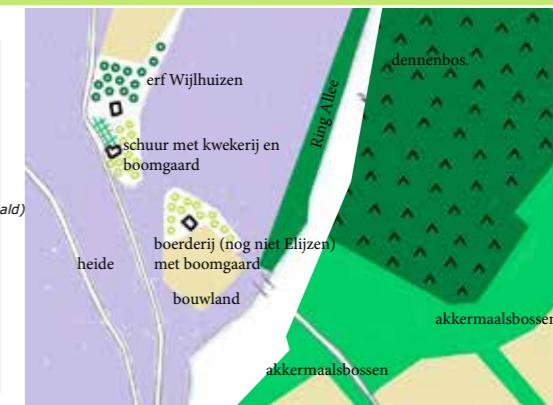 dennenbos.
erf Wijlhuizen
Ring Allee
schuur met kwekerij en
boomgaard
ald)
boerderij (nog niet Elijzen)
met boomgaard
heide
bouwland
akkermaalsbossen
akkermaalsbossen